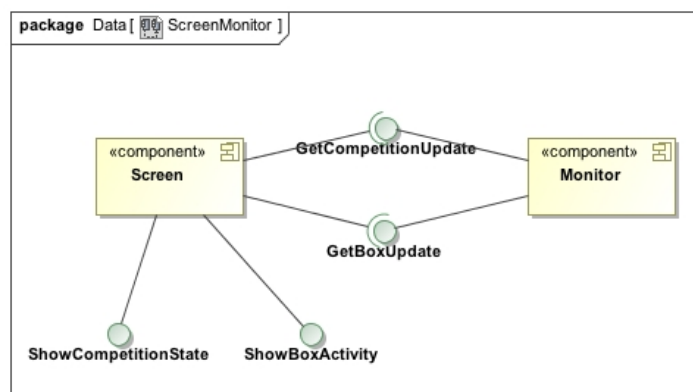 package Data [ ScreenMonitor ]
«component»
Screen
GetCompetitionUpdate
«component»
Monitor
GetBoxUpdate
ShowCompetitionState
ShowBoxActivity